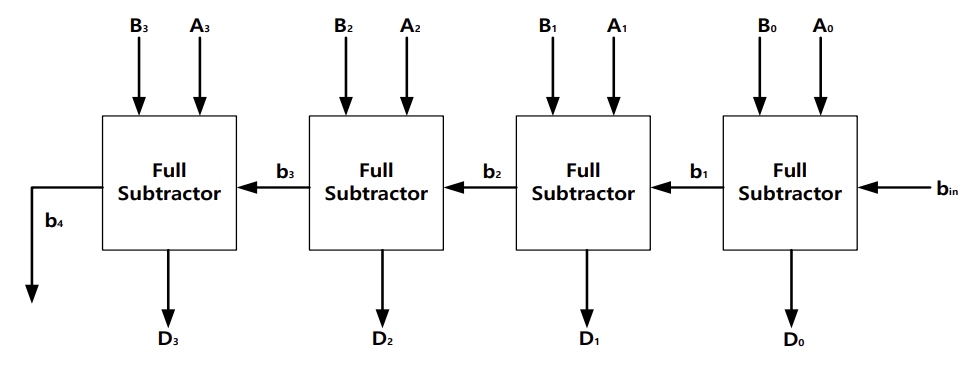 B₃ A₃ B₂ A₂ B₁ A₁ B₀ A₀
Full Subtractor
Full Subtractor
Full Subtractor
Full Subtractor
b₃ b₂ b₁ bᵢₙ
b₄
D₃ D₂ D₁ D₀